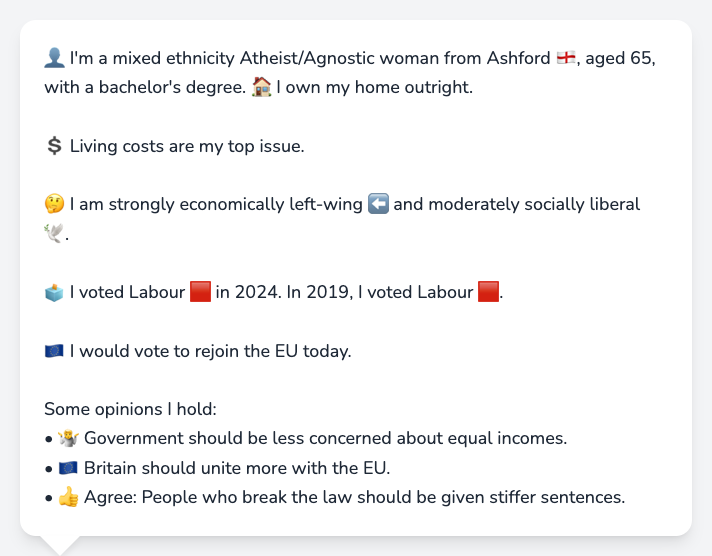 👤 I'm a mixed ethnicity Atheist/Agnostic woman from Ashford 🏴󠁧󠁢󠁥󠁮󠁧󠁿, aged 65,
with a bachelor's degree. 🏠 I own my home outright.
💲 Living costs are my top issue.
🤔 I am strongly economically left-wing ⬅️ and moderately socially liberal
🕊️.
🗳️ I voted Labour 🟥 in 2024. In 2019, I voted Labour 🟥.
🇪🇺 I would vote to rejoin the EU today.
Some opinions I hold:
• 🤷 Government should be less concerned about equal incomes.
• 🇪🇺 Britain should unite more with the EU.
• 👍 Agree: People who break the law should be given stiffer sentences.